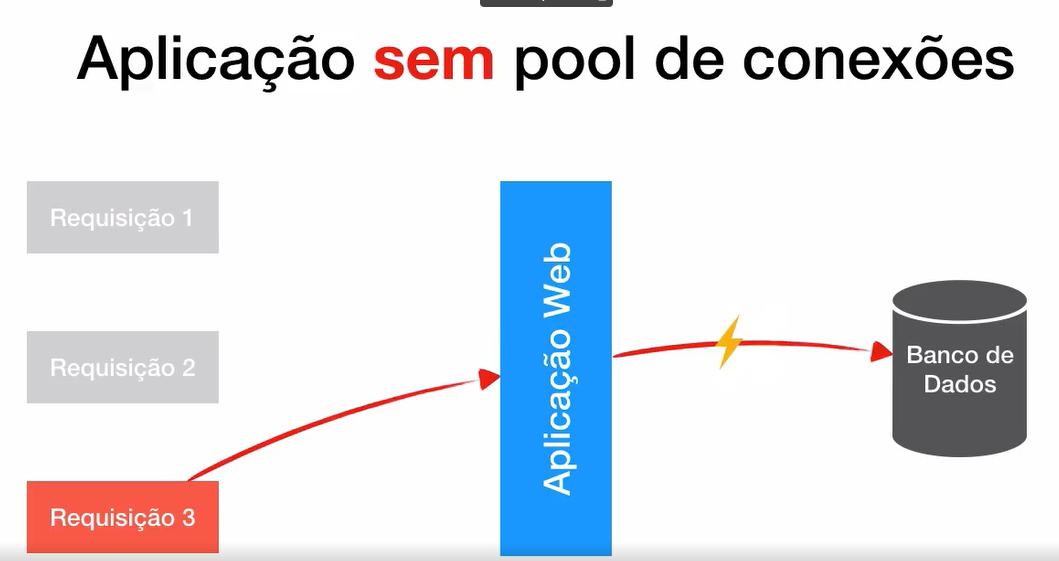 Aplicação sem pool de conexões
Requisição 1
Requisição 2
Requisição 3
Aplicação Web
Banco de
Dados